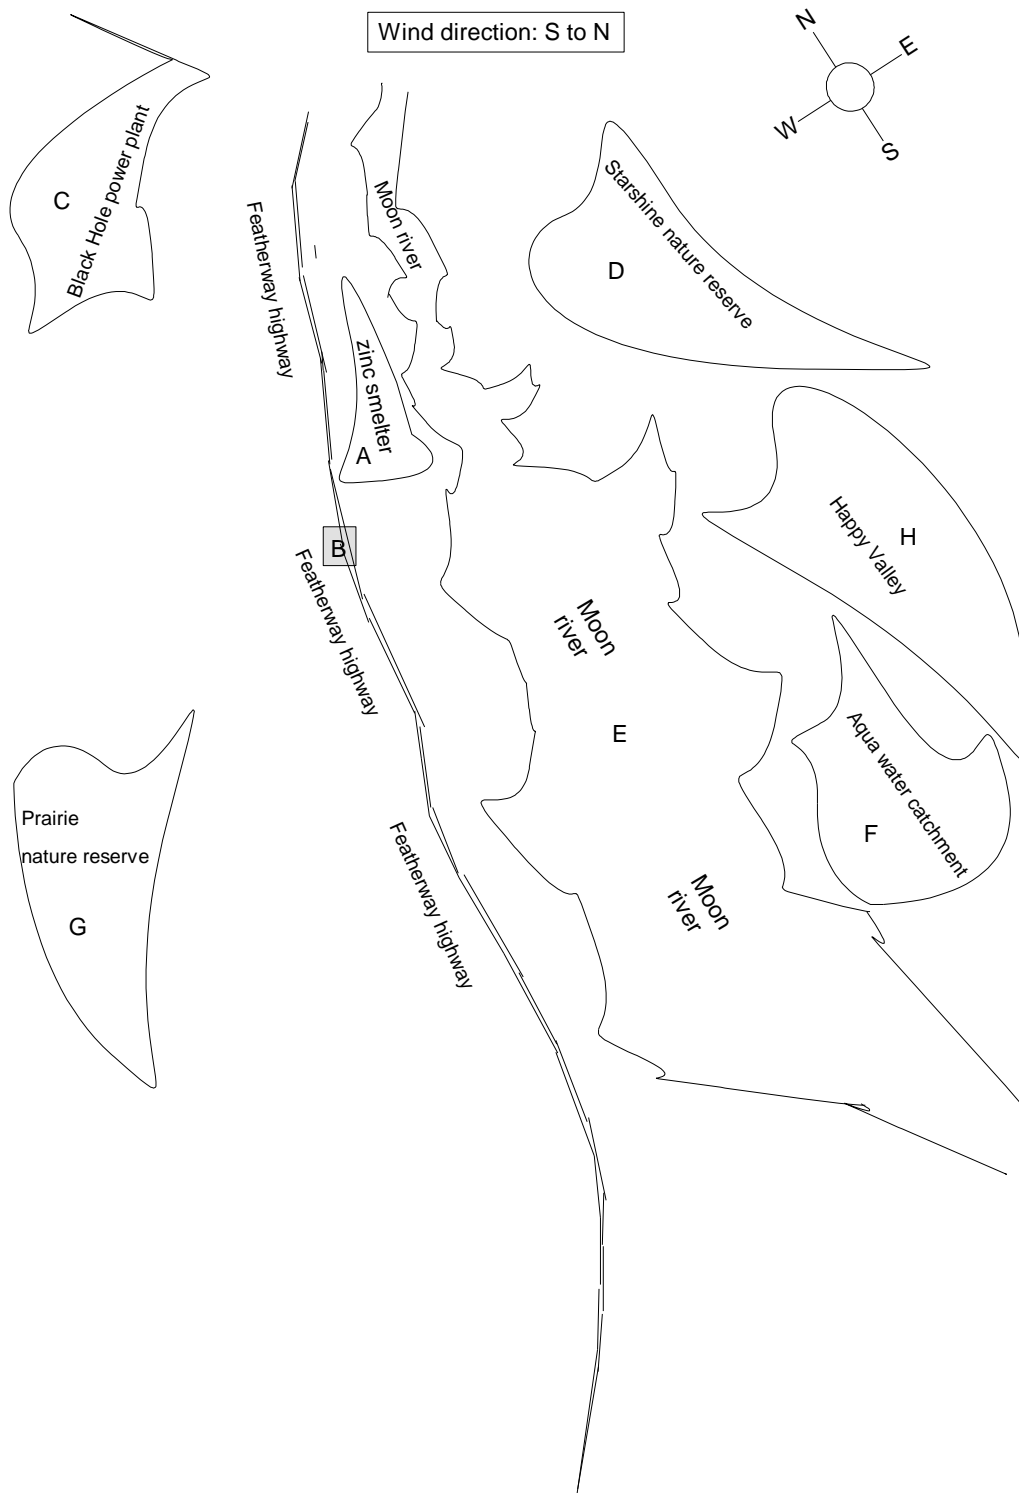 Wind direction: S to N
N
E
W
S
C
Black Hole power plant
Featherway highway
Moon river
Starshine nature reserve
D
zinc smelter
A
B
Featherway highway
Happy Valley
H
Moon
river
E
Aqua water catchment
F
Prairie
nature reserve
G
Featherway highway
Moon
river